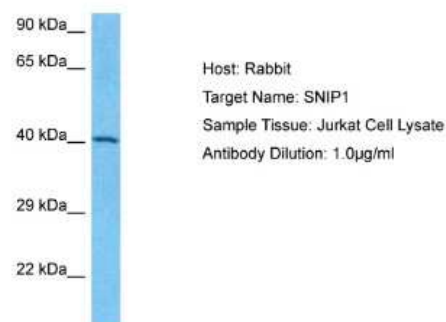 90 kDa
65 kDa
40 kDa
29 kDa
22 kDa
Host: Rabbit
Target Name: SNIP1
Sample Tissue: Jurkat Cell Lysate
Antibody Dilution: 1.0µg/ml